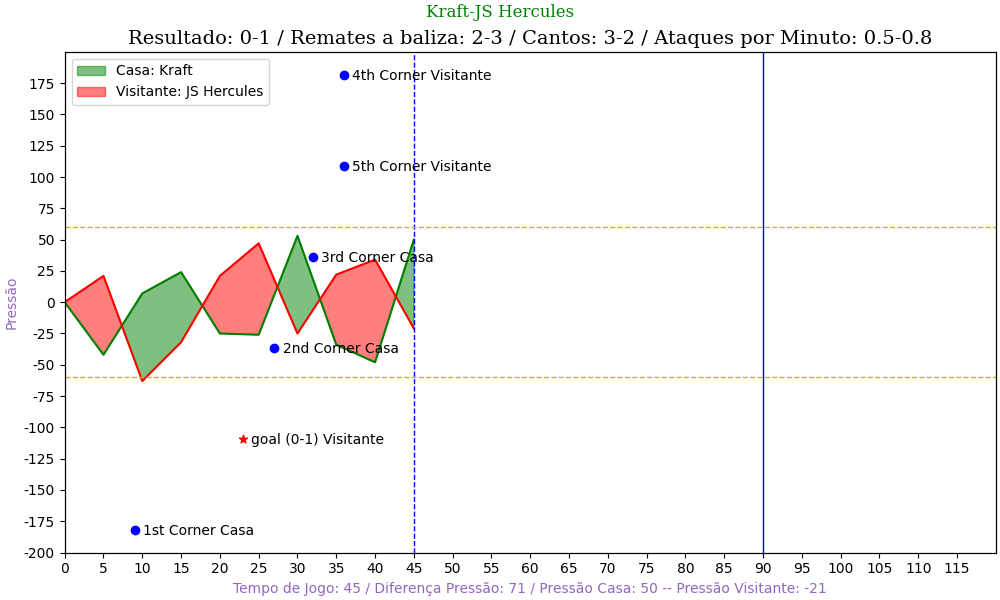 Kraft-JS Hercules
Resultado: 0-1 / Remates a baliza: 2-3 / Cantos: 3-2 / Ataques por Minuto: 0.5-0.8
Casa: Kraft
Visitante: JS Hercules
4th Corner Visitante
5th Corner Visitante
3rd Corner Casa
2nd Corner Casa
goal (0-1) Visitante
1st Corner Casa
Pressão
175
150
125
100
75
50
25
0
-25
-50
-75
-100
-125
-150
-175
-200
0 5 10 15 20 25 30 35 40 45 50 55 60 65 70 75 80 85 90 95 100 105 110 115
Tempo de Jogo: 45 / Diferença Pressão: 71 / Pressão Casa: 50 -- Pressão Visitante: -21